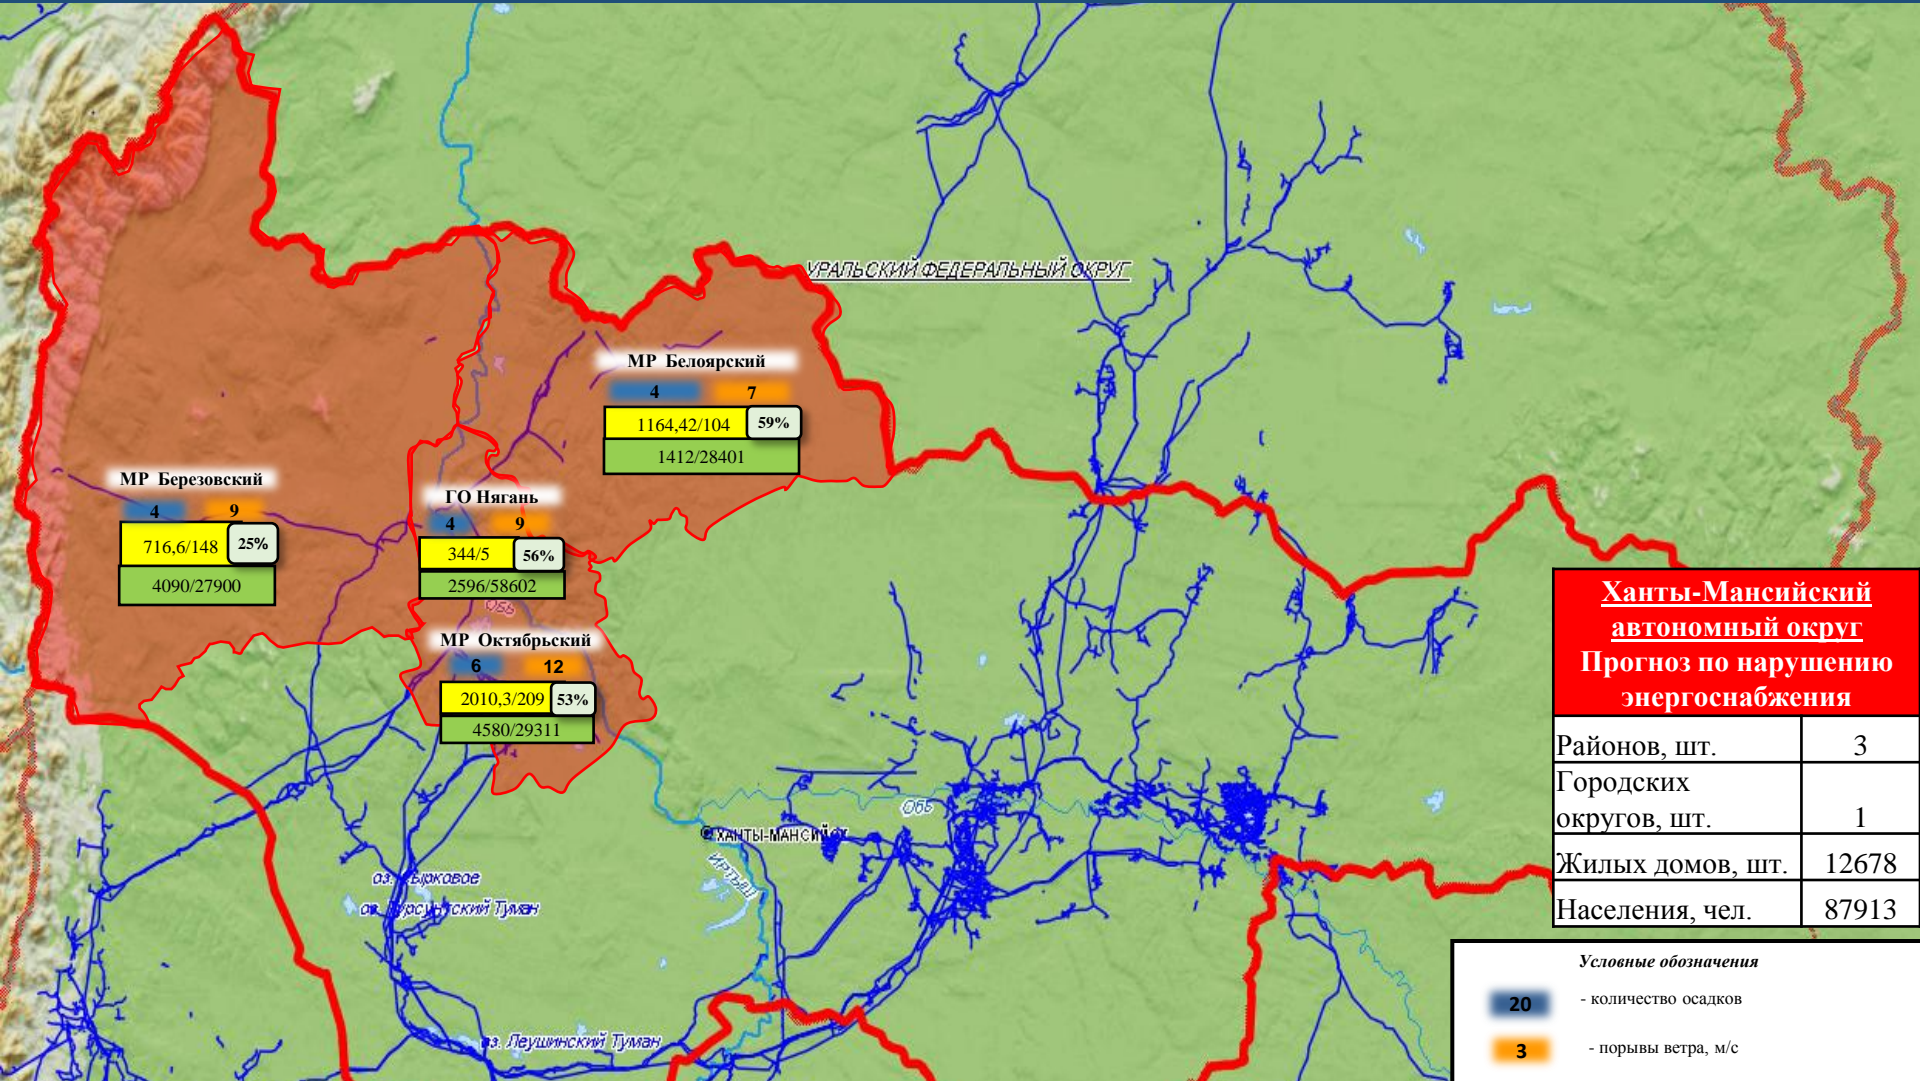 УРАЛЬСКИЙ ФЕДЕРАЛЬНЫЙ ОКРУГ
МР Белоярский
4 7
1164,42/104 59%
1412/28401
МР Березовский
4 9
716,6/148 25%
4090/27900
ГО Нягань
4 9
344/5 56%
2596/58602
ОБЬ
МР Октябрьский
6 12
2010,3/209 53%
4580/29311
Ханты-Мансийский
автономный округ
Прогноз по нарушению
энергоснабжения
Районов, шт. 3
Городских
округов, шт. 1
Жилых домов, шт. 12678
Населения, чел. 87913
ОБЬ
ХАНТЫ-МАНСИЙСК
ИРТЫШ
оз.
оз. Турсунтский Туман
оз. Леушинский Туман
Условные обозначения
20 - количество осадков
3 - порывы ветра, м/с